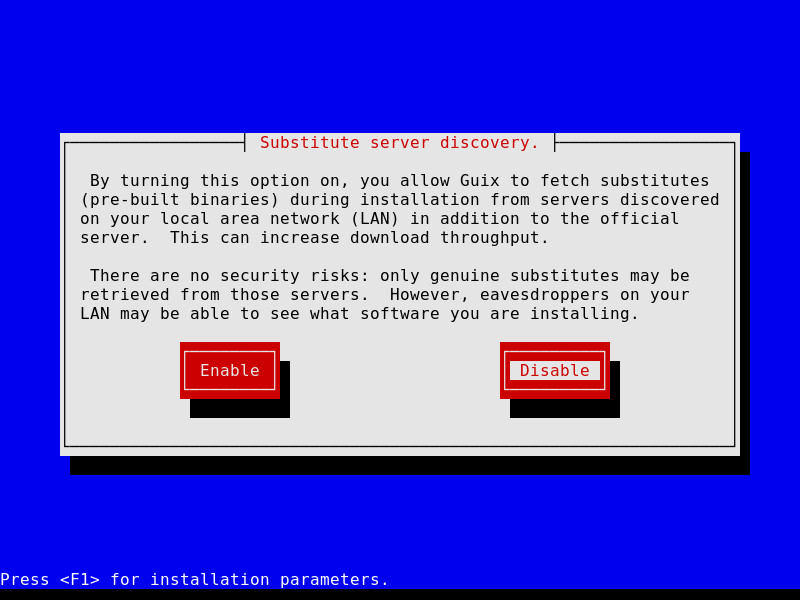 Substitute server discovery.
By turning this option on, you allow Guix to fetch substitutes
(pre-built binaries) during installation from servers discovered
on your local area network (LAN) in addition to the official
server.  This can increase download throughput.
There are no security risks: only genuine substitutes may be
retrieved from those servers.  However, eavesdroppers on your
LAN may be able to see what software you are installing.
Enable
Disable
Press <F1> for installation parameters.